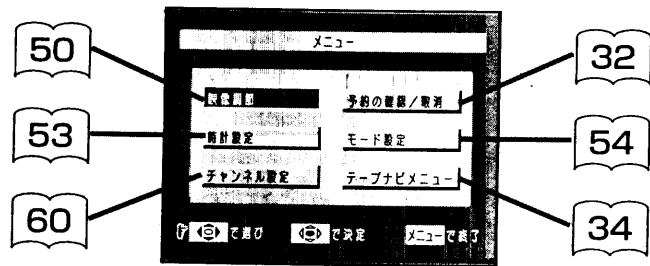 メニュー
50 映像調節 予約の確認/取消 32
53 時計設定 モード設定 54
60 チャンネル設定 テープナビメニュー 34
で選び で決定 メニューで終了